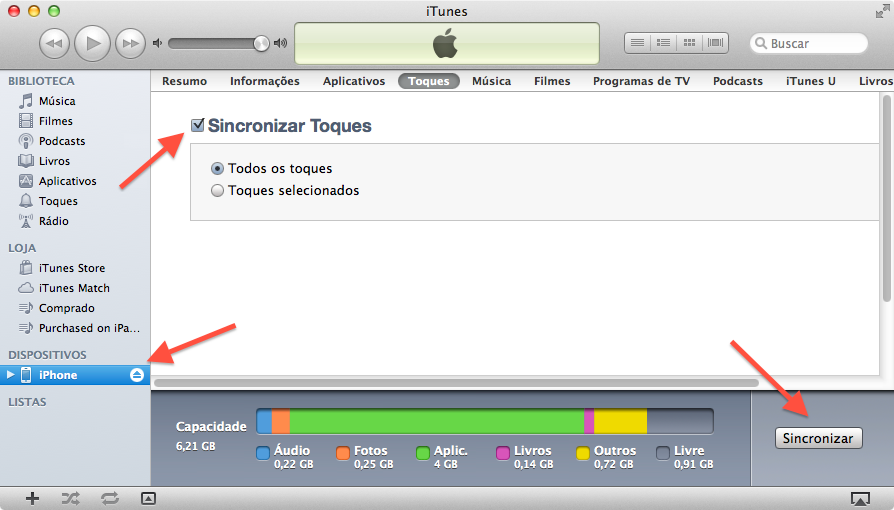 iTunes
Buscar
BIBLIOTECA
Música
Filmes
Podcasts
Livros
Aplicativos
Toques
Rádio
LOJA
iTunes Store
iTunes Match
Comprado
Purchased on iPa...
DISPOSITIVOS
iPhone
LISTAS
Resumo Informações Aplicativos Toques Música Filmes Programas de TV Podcasts iTunes U Livros
Sincronizar Toques
Todos os toques
Toques selecionados
Capacidade
6,21 GB
Áudio Fotos Aplic. Livros Outros Livre
0,22 GB 0,25 GB 4 GB 0,14 GB 0,72 GB 0,91 GB
Sincronizar